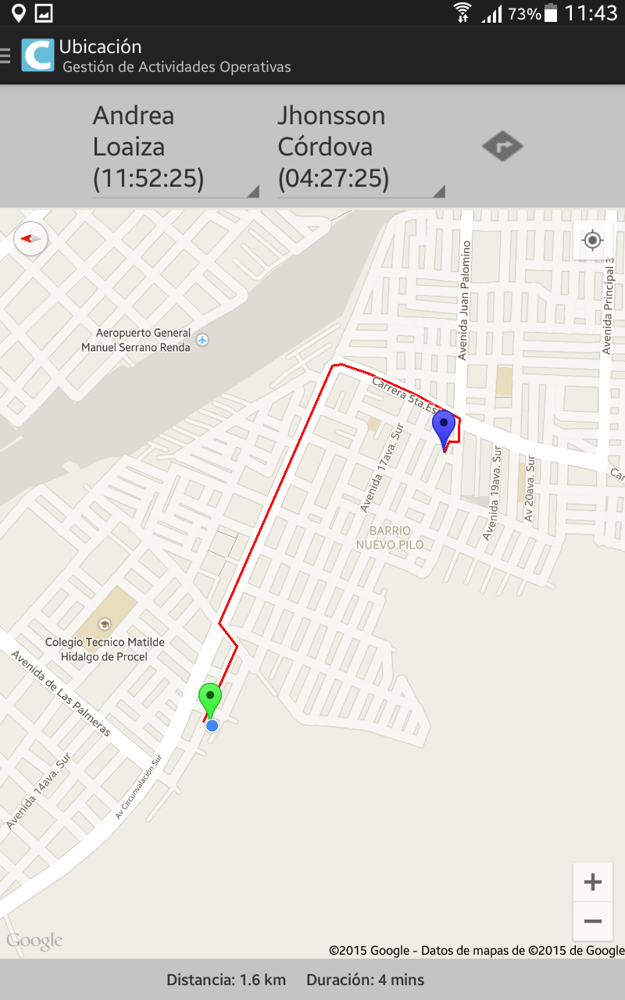 73% 11:43
C Ubicación
Gestión de Actividades Operativas
Andrea
Loaiza
(11:52:25)
Jhonsson
Córdova
(04:27:25)
Avenida Juan Palomino
Avenida Principal 3
Aeropuerto General
Manuel Serrano Renda
Carrera 5ta.Est
Avenida 17ava. Sur
Avenida 19ava. Sur
Av 20ava. Sur
Car
BARRIO
NUEVO PILO
Colegio Tecnico Matilde
Hidalgo de Procel
Avenida de Las Palmeras
Avenida 14ava. Sur
Av Circunvalación Sur
+
−
Google
©2015 Google - Datos de mapas de ©2015 de Google
Distancia: 1.6 km Duración: 4 mins